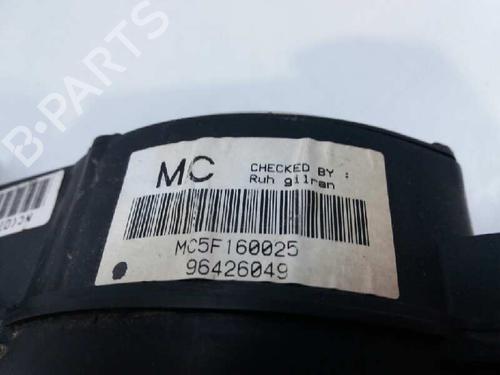 B-PARTS
MC
CHECKED BY :
Ruh gilran
MC5F160025
96426049